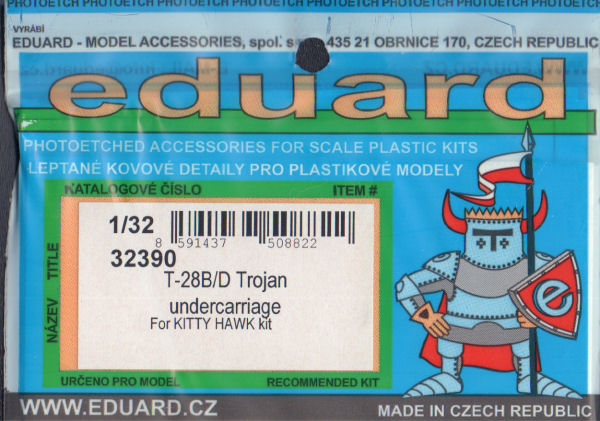 PHOTOETCH PHOTOETCH PHOTOETCH PHOTOETCH PHOTOETCH PHOTOETCH PHOTOETCH
VYRÁBÍ
EDUARD - MODEL ACCESSORIES, spol. s 435 21 OBRNICE 170, CZECH REPUBLIC
eduard
PHOTOETCHED ACCESSORIES FOR SCALE PLASTIC KITS
LEPTANÉ KOVOVÉ DETAILY PRO PLASTIKOVÉ MODELY
KATALOGOVÉ ČÍSLO ITEM #
1/32
8 591437 508822
32390
T-28B/D Trojan
undercarriage
For KITTY HAWK kit
NÁZEV TITLE
URČENO PRO MODEL RECOMMENDED KIT
e
WWW.EDUARD.CZ MADE IN CZECH REPUBLIC